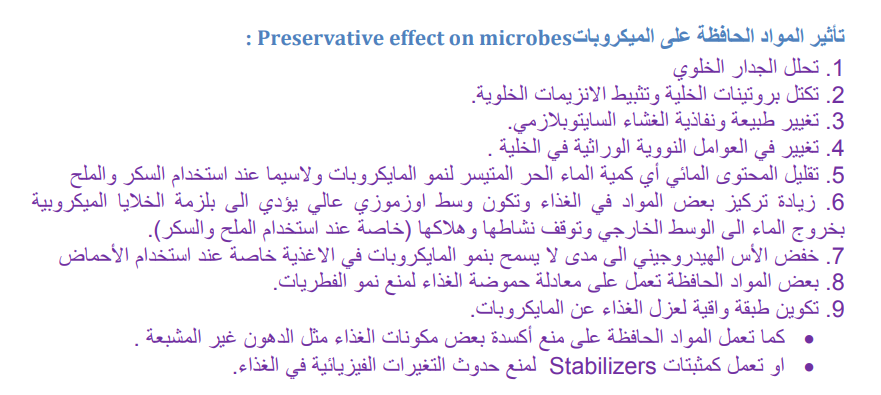 تأثير المواد الحافظة على الميكروبات Preservative effect on microbes :
1. تحلل الجدار الخلوي
2. تكتل بروتينات الخلية وتثبيط الانزيمات الخلوية.
3. تغيير طبيعة ونفاذية الغشاء السايتوبلازمي.
4. تغيير في العوامل النووية الوراثية في الخلية .
5. تقليل المحتوى المائي أي كمية الماء الحر المتيسر لنمو المايكروبات ولاسيما عند استخدام السكر والملح
6. زيادة تركيز بعض المواد في الغذاء وتكون وسط اوزموزي عالي يؤدي الى بلزمة الخلايا الميكروبية
بخروج الماء الى الوسط الخارجي وتوقف نشاطها وهلاكها (خاصة عند استخدام الملح والسكر).
7. خفض الأس الهيدروجيني الى مدى لا يسمح بنمو المايكروبات في الاغذية خاصة عند استخدام الأحماض
8. بعض المواد الحافظة تعمل على معادلة حموضة الغذاء لمنع نمو الفطريات.
9. تكوين طبقة واقية لعزل الغذاء عن المايكروبات.
• كما تعمل المواد الحافظة على منع أكسدة بعض مكونات الغذاء مثل الدهون غير المشبعة .
• او تعمل كمثبتات Stabilizers لمنع حدوث التغيرات الفيزيائية في الغذاء.